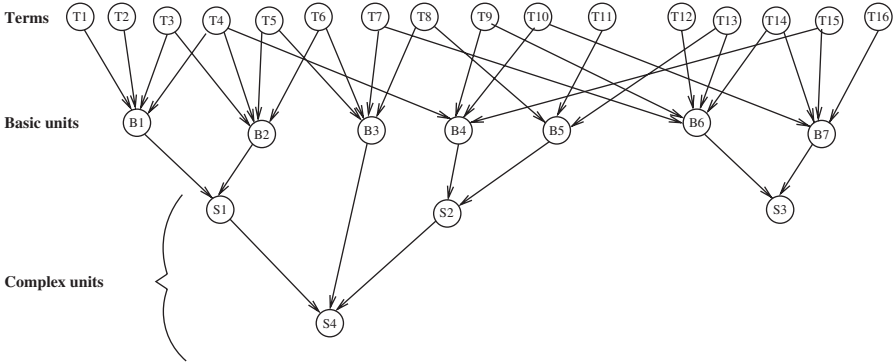 Terms T1 T2 T3 T4 T5 T6 T7 T8 T9 T10 T11 T12 T13 T14 T15 T16
Basic units B1 B2 B3 B4 B5 B6 B7
S1 S2 S3
Complex units
S4